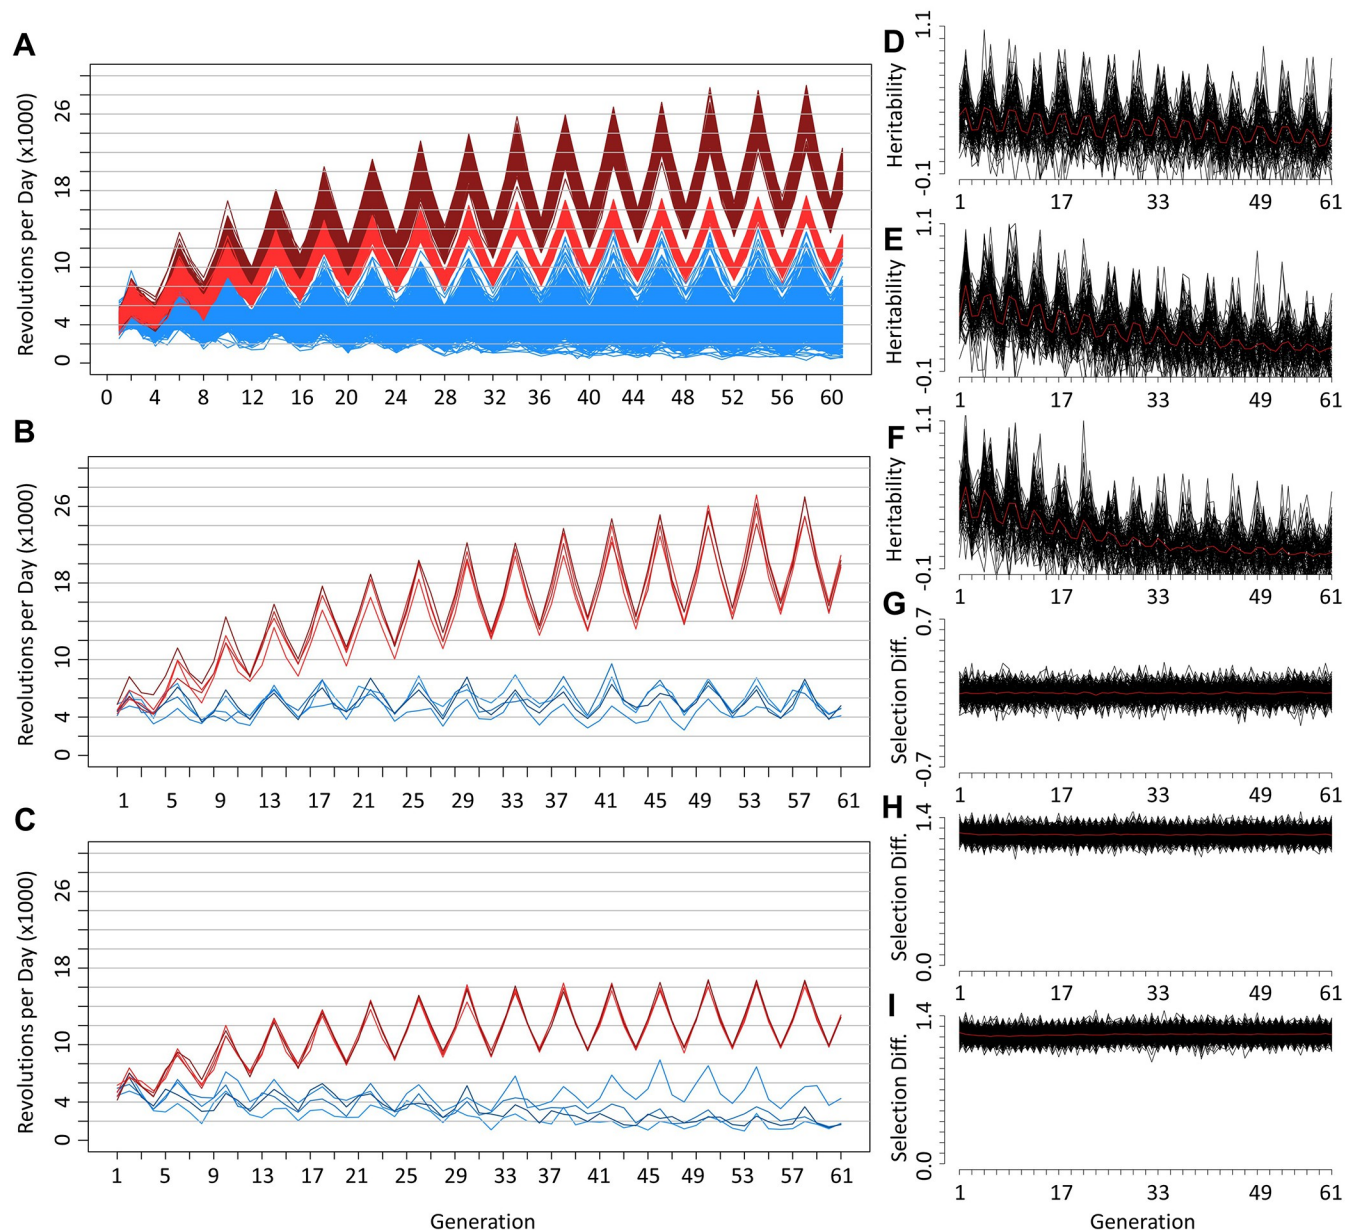 A
Revolutions per Day (x1000)
26
18
10
4
0
0 4 8 12 16 20 24 28 32 36 40 44 48 52 56 60
B
Revolutions per Day (x1000)
26
18
10
4
0
1 5 9 13 17 21 25 29 33 37 41 45 49 53 57 61
C
Revolutions per Day (x1000)
26
18
10
4
0
1 5 9 13 17 21 25 29 33 37 41 45 49 53 57 61
Generation
D
Heritability
1.1
-0.1
1 17 33 49 61
E
Heritability
1.1
-0.1
1 17 33 49 61
F
Heritability
1.1
-0.1
1 17 33 49 61
G
Selection Diff.
0.7
-0.7
1 17 33 49 61
H
Selection Diff.
1.4
0.0
1 17 33 49 61
I
Selection Diff.
1.4
0.0
1 17 33 49 61
Generation